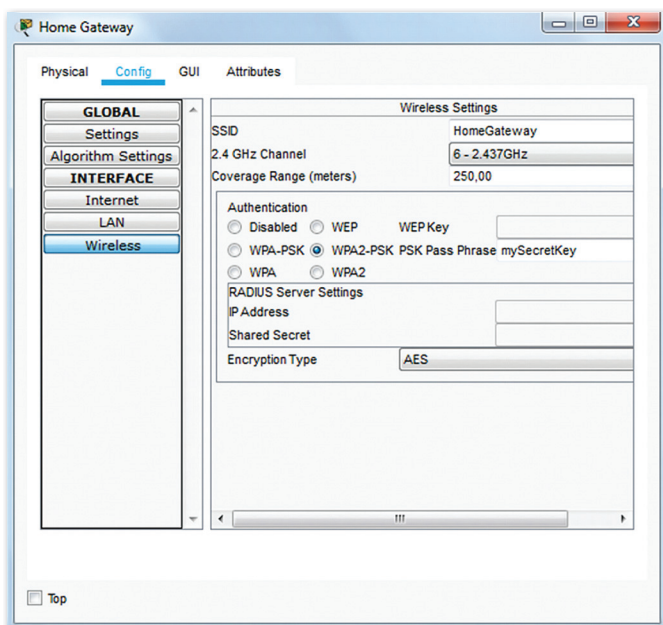 Home Gateway
Physical Config GUI Attributes
GLOBAL
Settings
Algorithm Settings
INTERFACE
Internet
LAN
Wireless
Wireless Settings
SSID HomeGateway
2.4 GHz Channel 6 - 2.437GHz
Coverage Range (meters) 250,00
Authentication
Disabled WEP WEP Key
WPA-PSK WPA2-PSK PSK Pass Phrase mySecretKey
WPA WPA2
RADIUS Server Settings
IP Address
Shared Secret
Encryption Type AES
Top